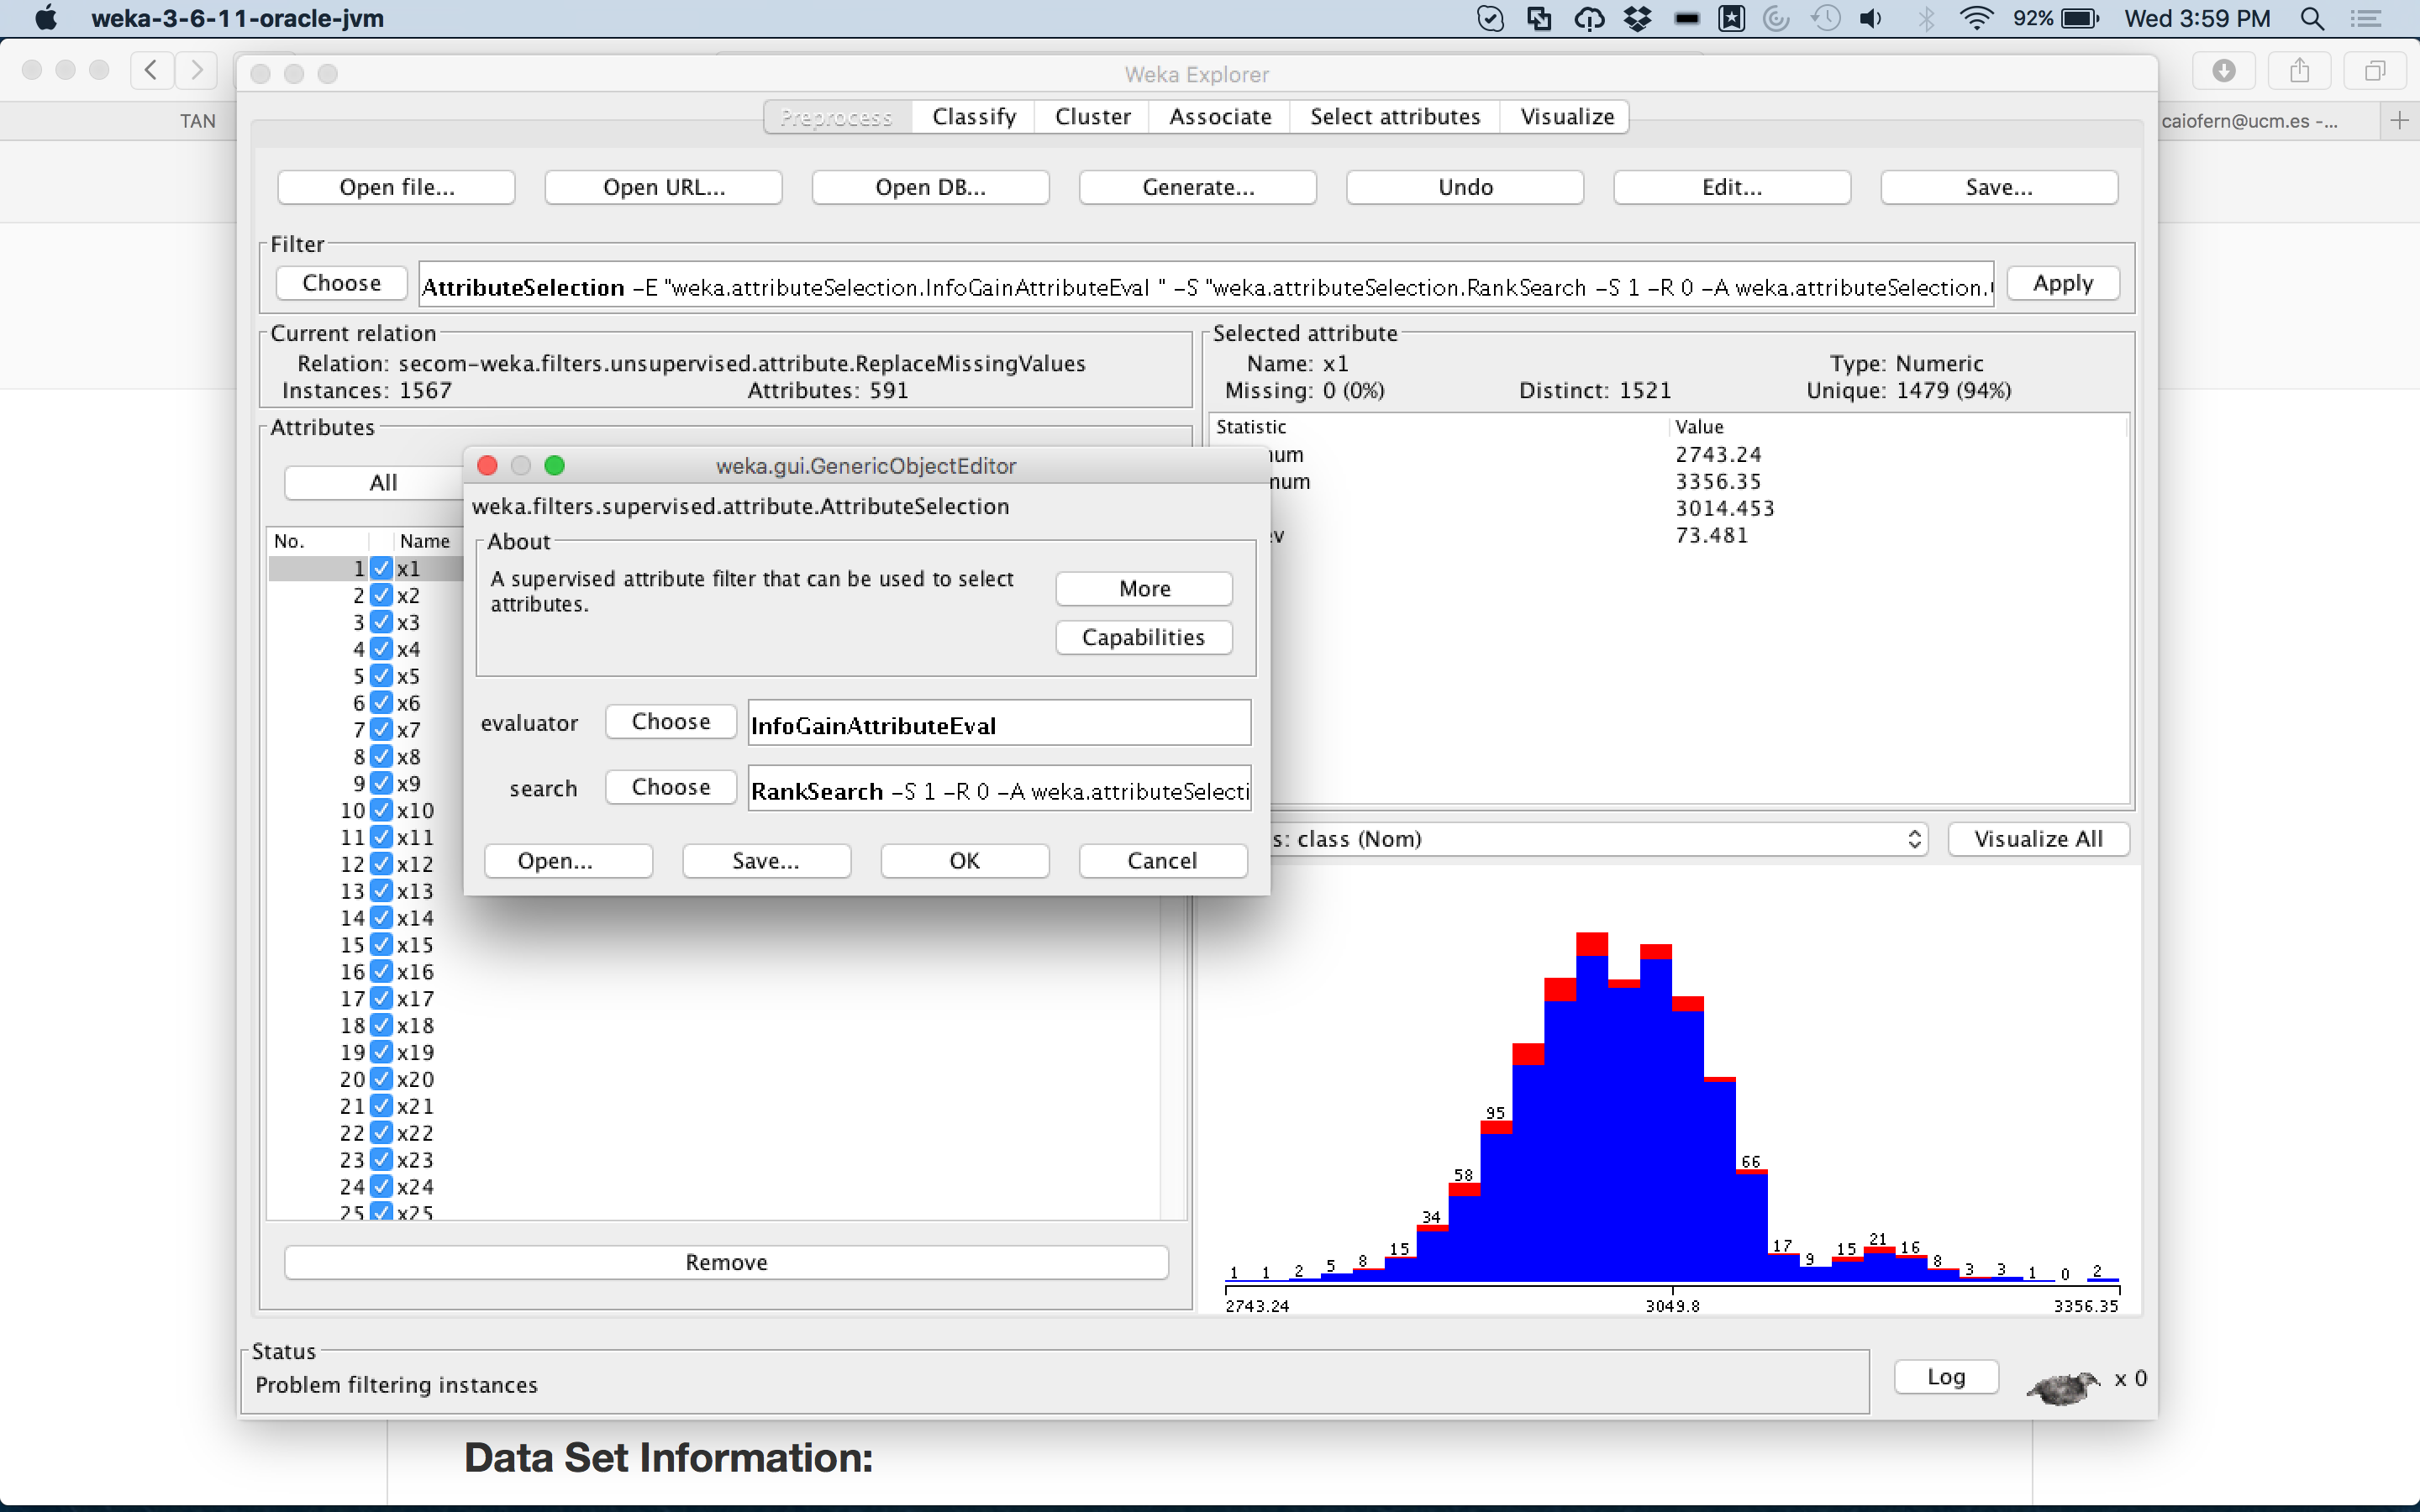 weka-3-6-11-oracle-jvm 92% Wed 3:59 PM
Weka Explorer
TAN
caiofern@ucm.es -...
Preprocess Classify Cluster Associate Select attributes Visualize
Open file... Open URL... Open DB... Generate... Undo Edit... Save...
Filter
Choose AttributeSelection -E "weka.attributeSelection.InfoGainAttributeEval " -S "weka.attributeSelection.RankSearch -S 1 -R 0 -A weka.attributeSelection. Apply
Current relation
Relation: secom-weka.filters.unsupervised.attribute.ReplaceMissingValues
Instances: 1567 Attributes: 591
Selected attribute
Name: x1 Type: Numeric
Missing: 0 (0%) Distinct: 1521 Unique: 1479 (94%)
Statistic Value
2743.24
3356.35
3014.453
73.481
Attributes
All
No. Name
1 x1
2 x2
3 x3
4 x4
5 x5
6 x6
7 x7
8 x8
9 x9
10 x10
11 x11
12 x12
13 x13
14 x14
15 x15
16 x16
17 x17
18 x18
19 x19
20 x20
21 x21
22 x22
23 x23
24 x24
25 x25
Remove
weka.gui.GenericObjectEditor
weka.filters.supervised.attribute.AttributeSelection
About
A supervised attribute filter that can be used to select
attributes.
More
Capabilities
evaluator Choose InfoGainAttributeEval
search Choose RankSearch -S 1 -R 0 -A weka.attributeSelecti
Open... Save... OK Cancel
s: class (Nom) Visualize All
1 1 2 5 8 15 34 58 95 66 17 9 15 21 16 8 3 3 1 0 2
2743.24 3049.8 3356.35
Status
Problem filtering instances
Log x 0
Data Set Information: